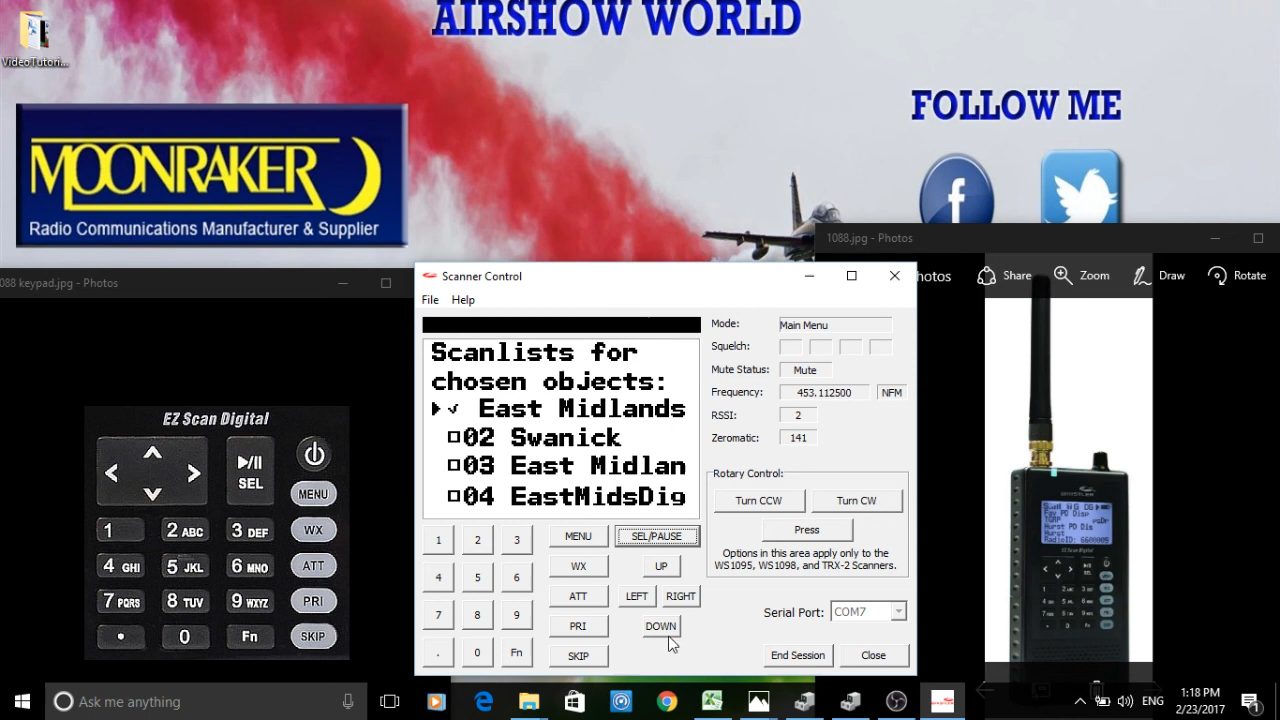 AIRSHOW WORLD
VideoTutori...
MOONRAKER
Radio Communications Manufacturer & Supplier
FOLLOW ME
1088.jpg - Photos
hotos
Share
Zoom
Draw
Rotate
088 keypad.jpg - Photos
EZ Scan Digital
SEL
MENU
1
2 ABC
3 DEF
WX
4 GHI
5 JKL
6 MNO
ATT
7 PQRS
8 TUV
9 WXYZ
PRI
0
Fn
SKIP
Scanner Control
File Help
Scanlists for
chosen objects:
East Midlands
02 Swanick
03 East Midlan
04 EastMidsDig
1 2 3 MENU SEL/PAUSE
WX UP
4 5 6 ATT LEFT RIGHT
7 8 9 PRI DOWN
. 0 Fn SKIP
Mode: Main Menu
Squelch:
Mute Status: Mute
Frequency: 453.112500 NFM
RSSI: 2
Zeromatic: 141
Rotary Control:
Turn CCW Turn CW
Press
Options in this area apply only to the
WS1095, WS1098, and TRX-2 Scanners.
Serial Port: COM7
End Session Close
Ask me anything
ENG
1:18 PM
2/23/2017
1